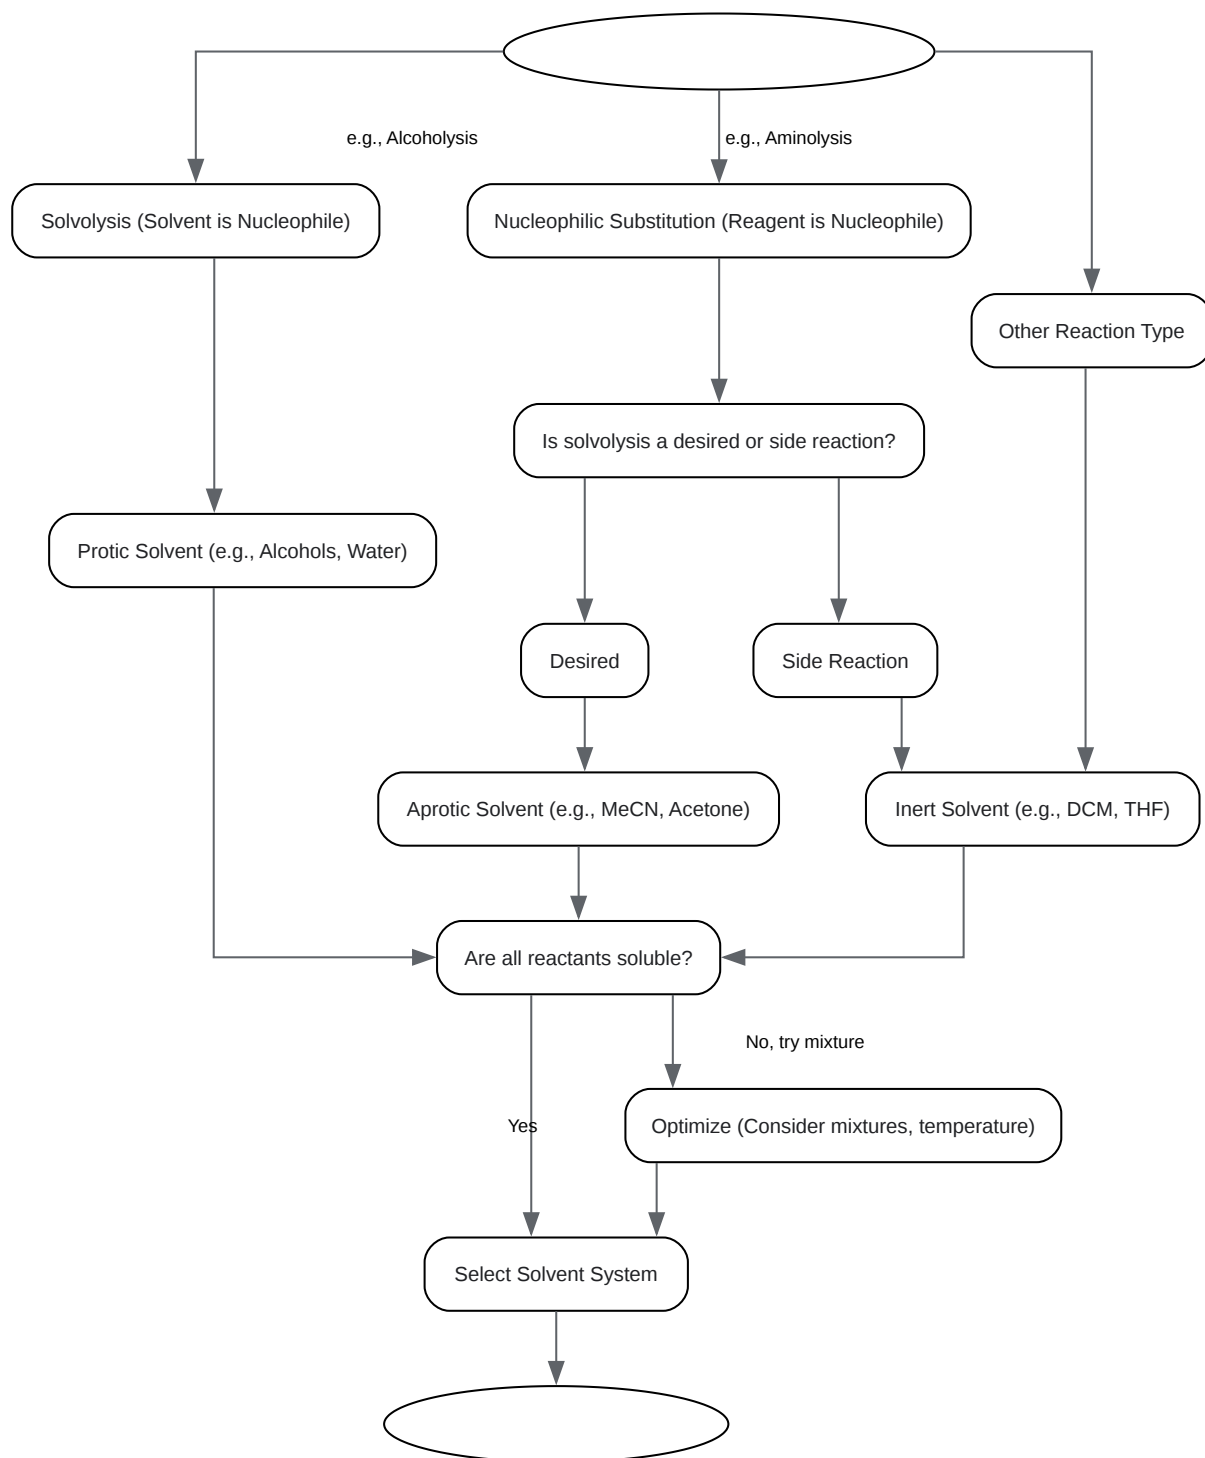 e.g., Alcoholysis
e.g., Aminolysis
Solvolysis (Solvent is Nucleophile)
Nucleophilic Substitution (Reagent is Nucleophile)
Other Reaction Type
Is solvolysis a desired or side reaction?
Protic Solvent (e.g., Alcohols, Water)
Desired
Side Reaction
Aprotic Solvent (e.g., MeCN, Acetone)
Inert Solvent (e.g., DCM, THF)
Are all reactants soluble?
No, try mixture
Yes
Optimize (Consider mixtures, temperature)
Select Solvent System